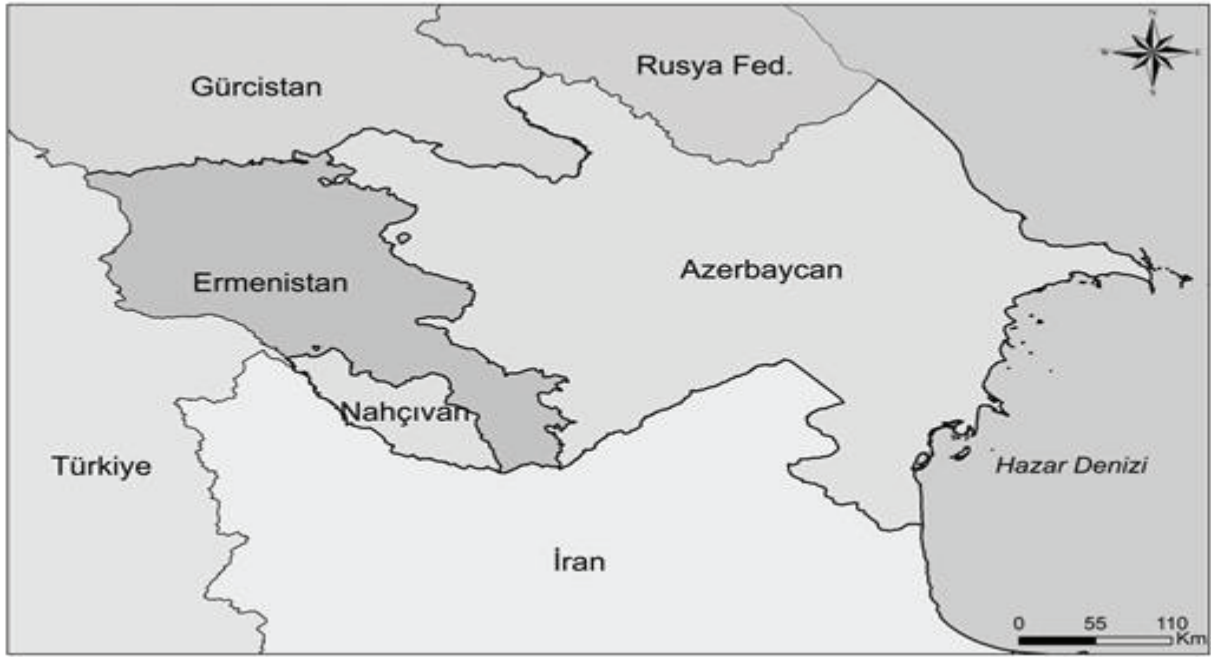 N
Rusya Fed.
W
E
Gürcistan
Azerbaycan
Ermenistan
Nahçıvan
Türkiye
Hazar Denizi
İran
0 55 110
Km